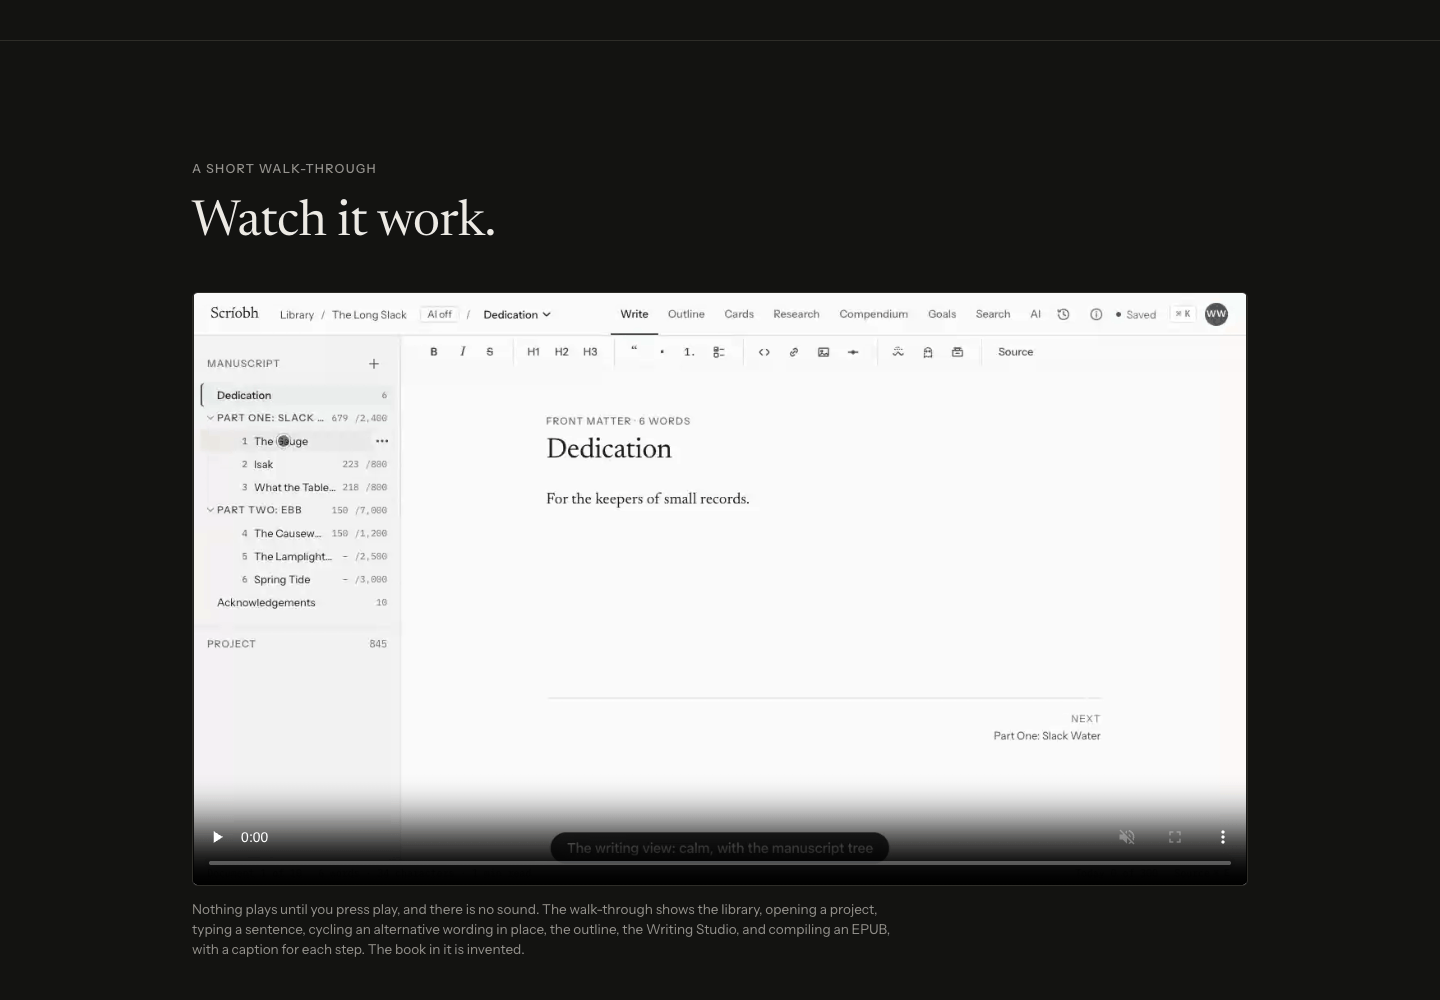 A SHORT WALK-THROUGH
Watch it work.
Scríobh Library / The Long Slack AI off / Dedication Write Outline Cards Research Compendium Goals Search AI Saved ⌘ K WW
B I S H1 H2 H3 “ • 1. <> Source
MANUSCRIPT +
Dedication 6
PART ONE: SLACK ... 679 /2,400
1 The ...
2 Isak 223 /800
3 What the Table... 218 /800
PART TWO: EBB 150 /7,000
4 The Causew... 150 /1,200
5 The Lamplight... – /2,500
6 Spring Tide – /3,000
Acknowledgements 10
PROJECT 845
FRONT MATTER · 6 WORDS
Dedication
For the keepers of small records.
NEXT
Part One: Slack Water
0:00
The writing view: calm, with the manuscript tree
Nothing plays until you press play, and there is no sound. The walk-through shows the library, opening a project,
typing a sentence, cycling an alternative wording in place, the outline, the Writing Studio, and compiling an EPUB,
with a caption for each step. The book in it is invented.